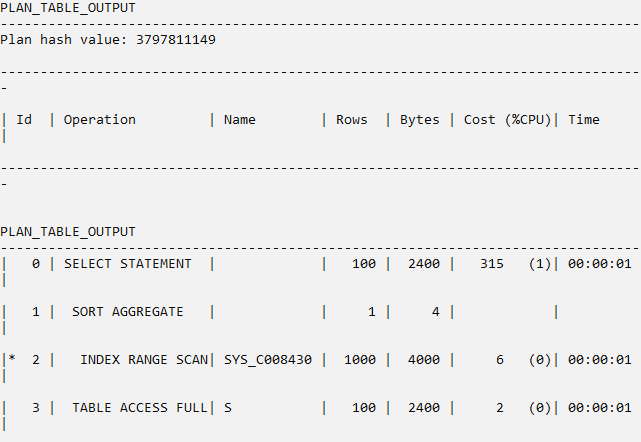 PLAN_TABLE_OUTPUT
--------------------------------------------------------------------------------
Plan hash value: 3797811149
--------------------------------------------------------------------------------
-
| Id  | Operation         | Name        | Rows  | Bytes | Cost (%CPU)| Time
|
--------------------------------------------------------------------------------
-
PLAN_TABLE_OUTPUT
--------------------------------------------------------------------------------
|   0 | SELECT STATEMENT  |             |   100 |  2400 |   315   (1)| 00:00:01
|
|   1 |  SORT AGGREGATE   |             |     1 |     4 |            |
|
|*  2 |   INDEX RANGE SCAN| SYS_C008430 |  1000 |  4000 |     6   (0)| 00:00:01
|
|   3 |  TABLE ACCESS FULL| S           |   100 |  2400 |     2   (0)| 00:00:01
|